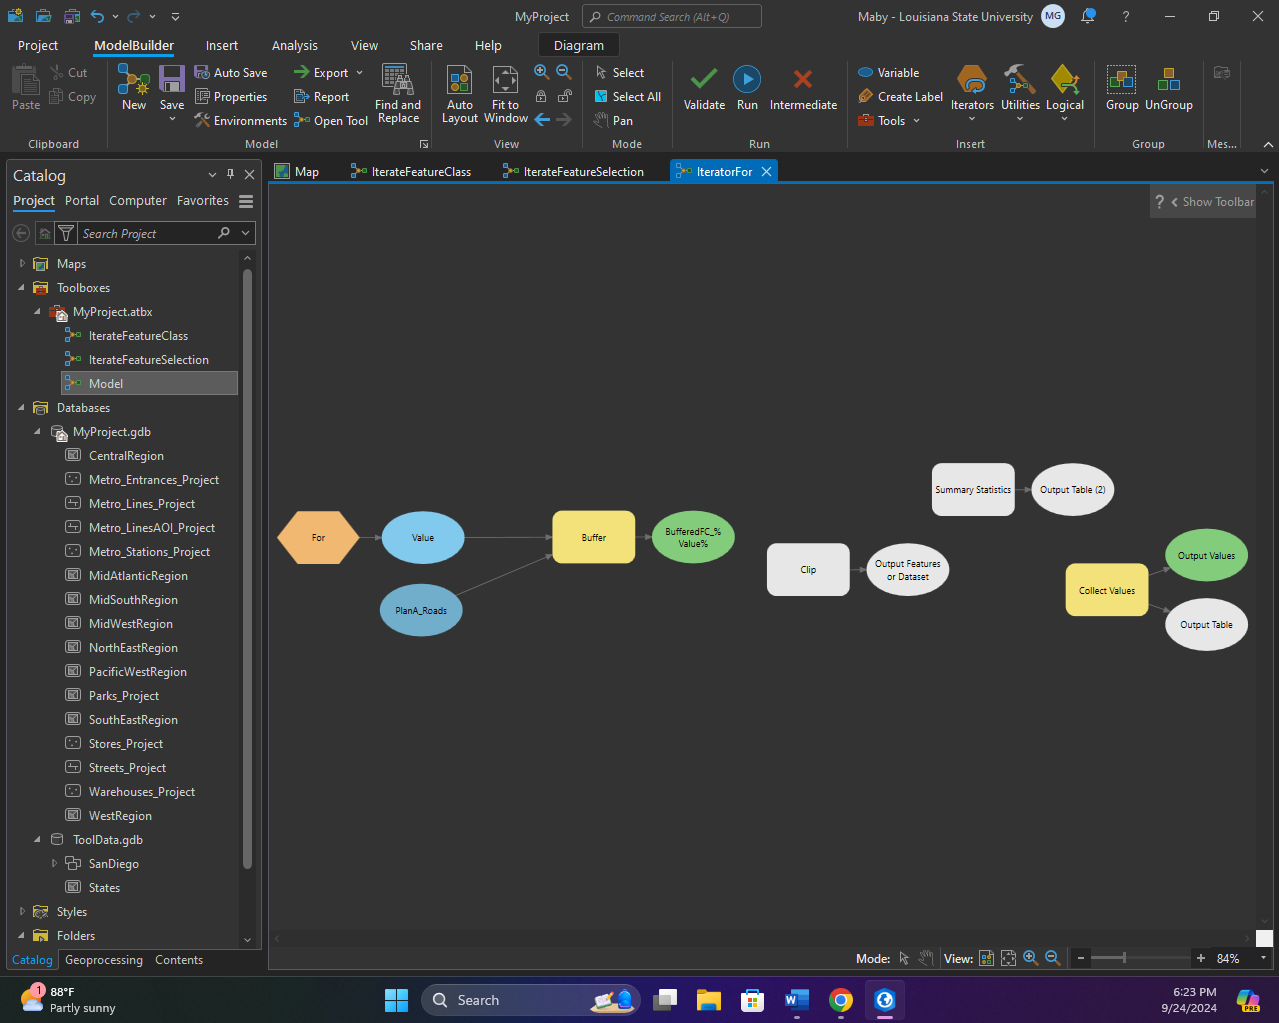 MyProject
Command Search (Alt+Q)
Maby - Louisiana State University
MG
?
Project
ModelBuilder
Insert
Analysis
View
Share
Help
Diagram
Paste
Cut
Copy
Clipboard
New
Save
Auto Save
Properties
Environments
Export
Report
Open Tool
Find and
Replace
Model
Auto
Layout
Fit to
Window
View
Select
Select All
Pan
Mode
Validate
Run
Intermediate
Run
Variable
Create Label
Tools
Iterators
Utilities
Logical
Insert
Group
UnGroup
Group
Mes...
Catalog
Project
Portal
Computer
Favorites
Search Project
Maps
Toolboxes
MyProject.atbx
IterateFeatureClass
IterateFeatureSelection
Model
Databases
MyProject.gdb
CentralRegion
Metro_Entrances_Project
Metro_Lines_Project
Metro_LinesAOI_Project
Metro_Stations_Project
MidAtlanticRegion
MidSouthRegion
MidWestRegion
NorthEastRegion
PacificWestRegion
Parks_Project
SouthEastRegion
Stores_Project
Streets_Project
Warehouses_Project
WestRegion
ToolData.gdb
SanDiego
States
Styles
Folders
Catalog
Geoprocessing
Contents
Map
IterateFeatureClass
IterateFeatureSelection
IteratorFor
? < Show Toolbar
For
Value
PlanA_Roads
Buffer
BufferedFC_%
Value%
Clip
Output Features
or Dataset
Summary Statistics
Output Table (2)
Collect Values
Output Values
Output Table
Mode:
View:
84%
1
88°F
Partly sunny
Search
6:23 PM
9/24/2024
PRE